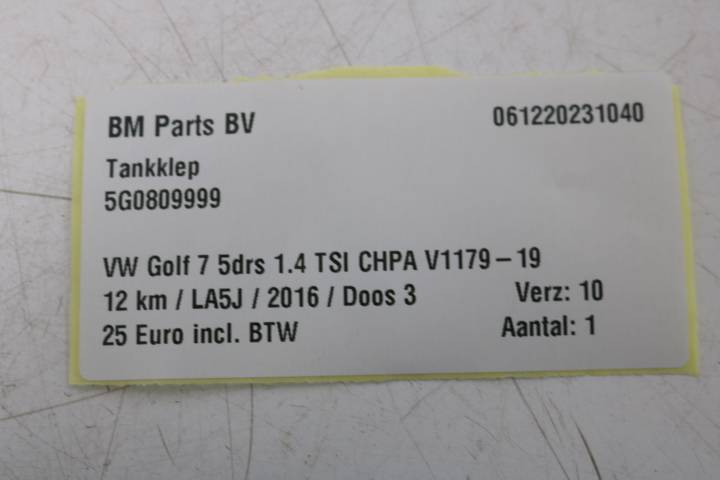 BM Parts BV 061220231040
Tankklep
5G0809999
VW Golf 7 5drs 1.4 TSI CHPA V1179-19
12 km / LA5J / 2016 / Doos 3 Verz: 10
25 Euro incl. BTW Aantal: 1